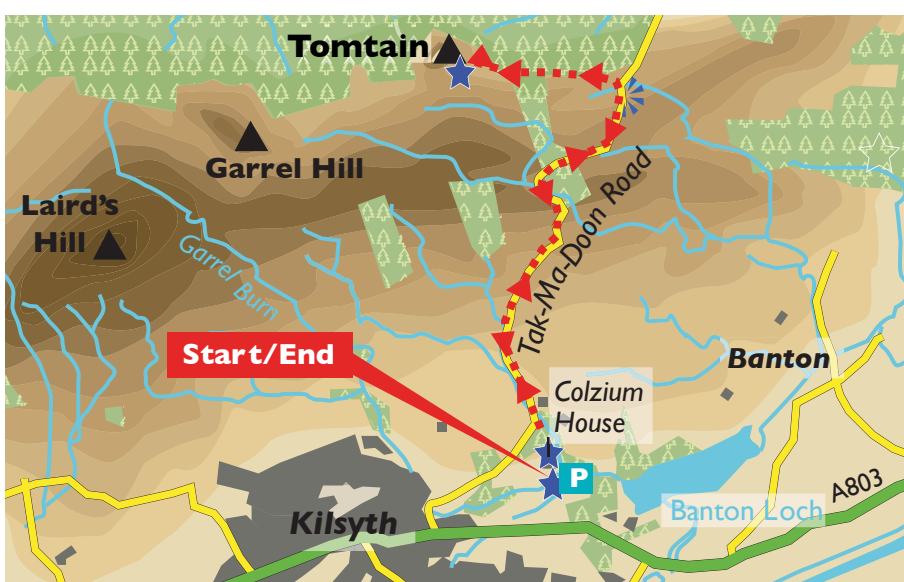 Tomtain
Garrel Hill
Laird's
Hill
Garrel Burn
Tak-Ma-Doon Road
Start/End
Banton
Colzium
House
P
A803
Banton Loch
Kilsyth